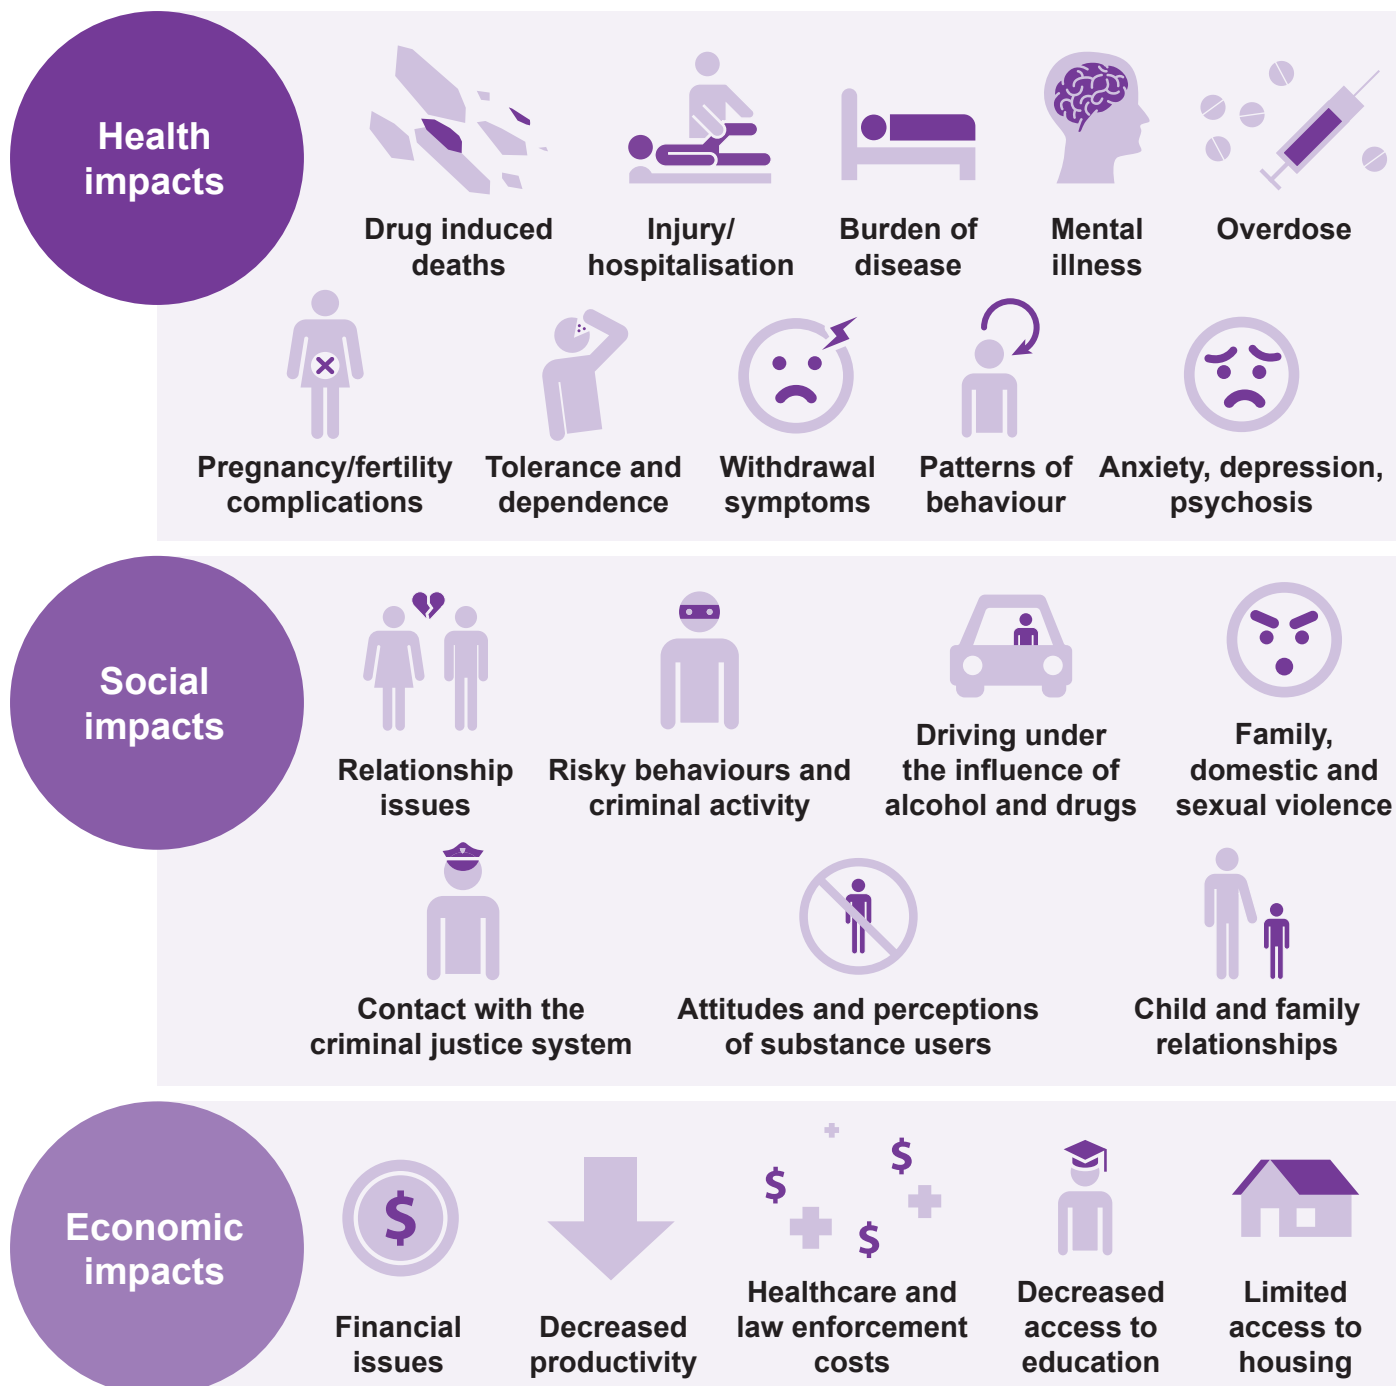 Health
impacts
Drug induced
deaths
Injury/
hospitalisation
Burden of
disease
Mental
illness
Overdose
Pregnancy/fertility
complications
Tolerance and
dependence
Withdrawal
symptoms
Patterns of
behaviour
Anxiety, depression,
psychosis
Social
impacts
Relationship
issues
Risky behaviours and
criminal activity
Driving under
the influence of
alcohol and drugs
Family,
domestic and
sexual violence
Contact with the
criminal justice system
Attitudes and perceptions
of substance users
Child and family
relationships
Economic
impacts
$
Financial
issues
Decreased
productivity
$
$
$
Healthcare and
law enforcement
costs
Decreased
access to
education
Limited
access to
housing